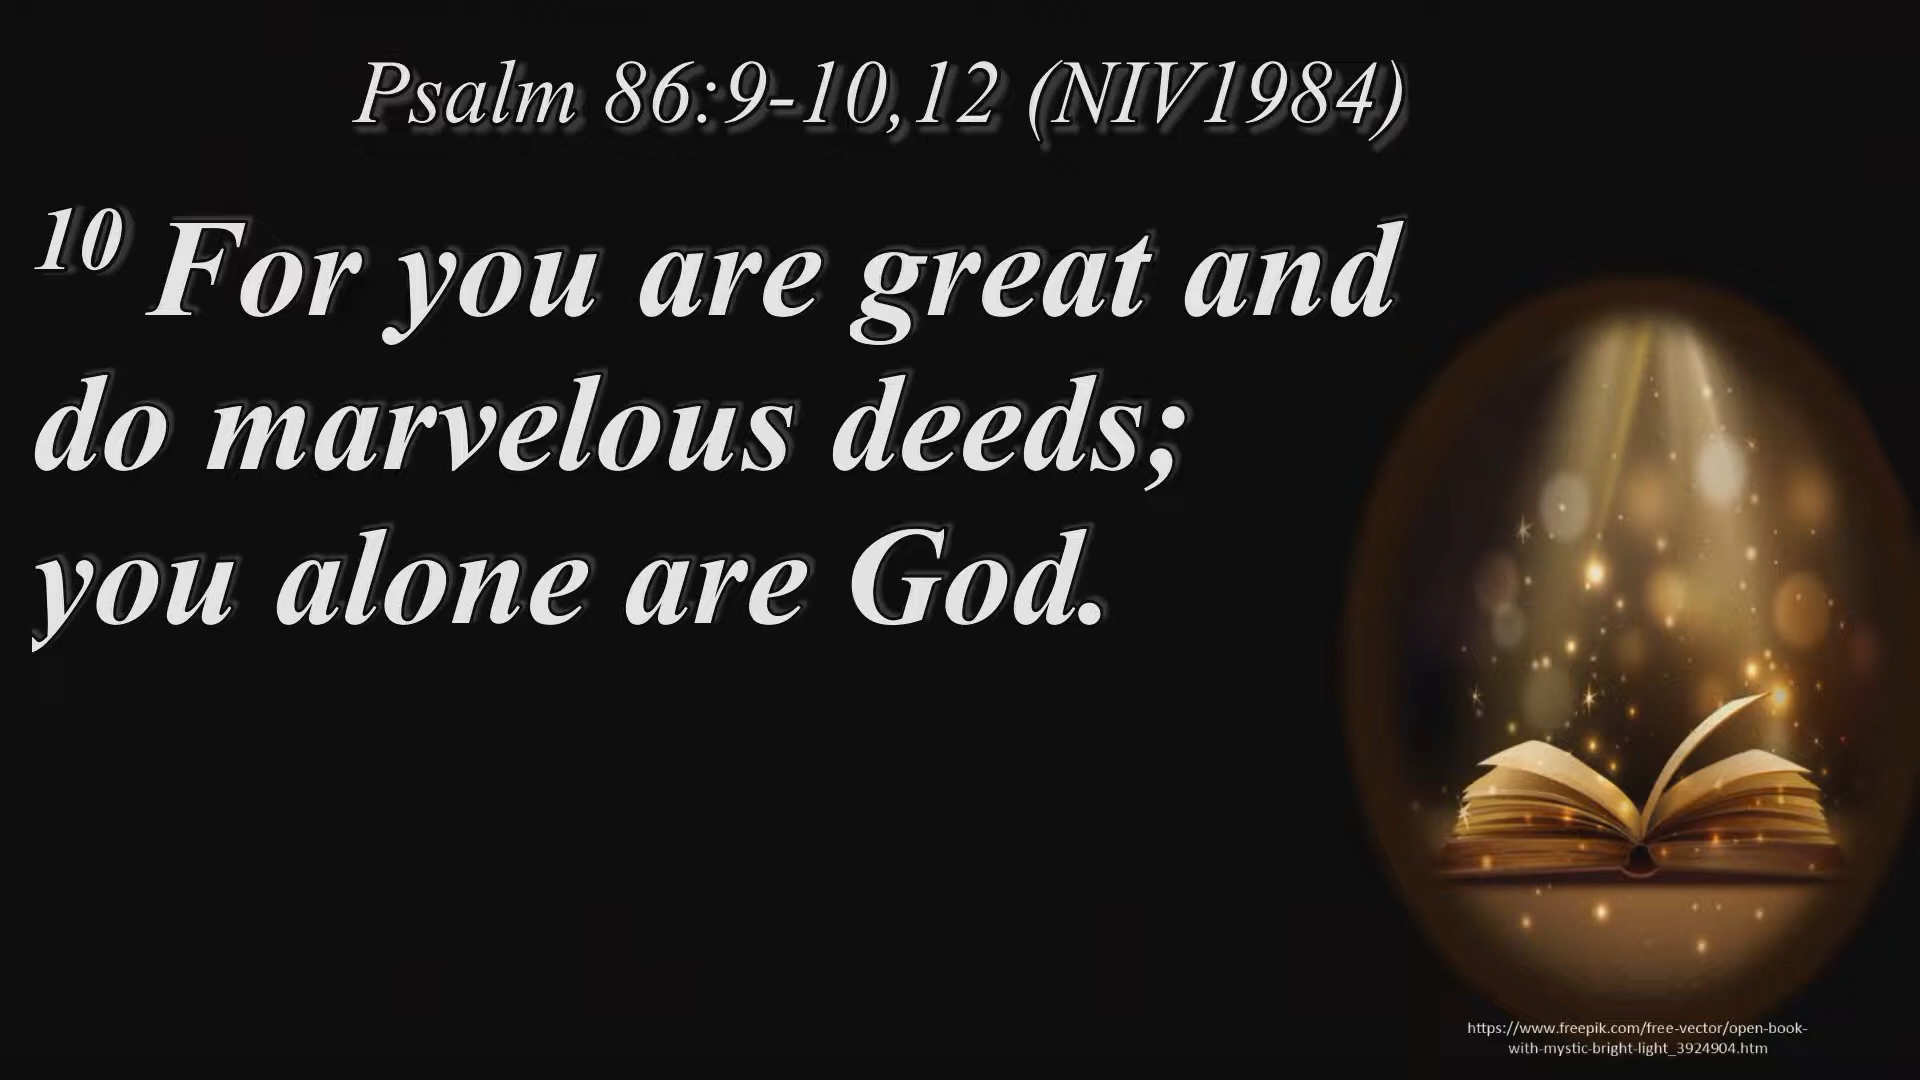 Psalm 86:9-10,12 (NIV1984)
10 For you are great and
do marvelous deeds;
you alone are God.
https://www.freepik.com/free-vector/open-book-
with-mystic-bright-light_3924904.htm